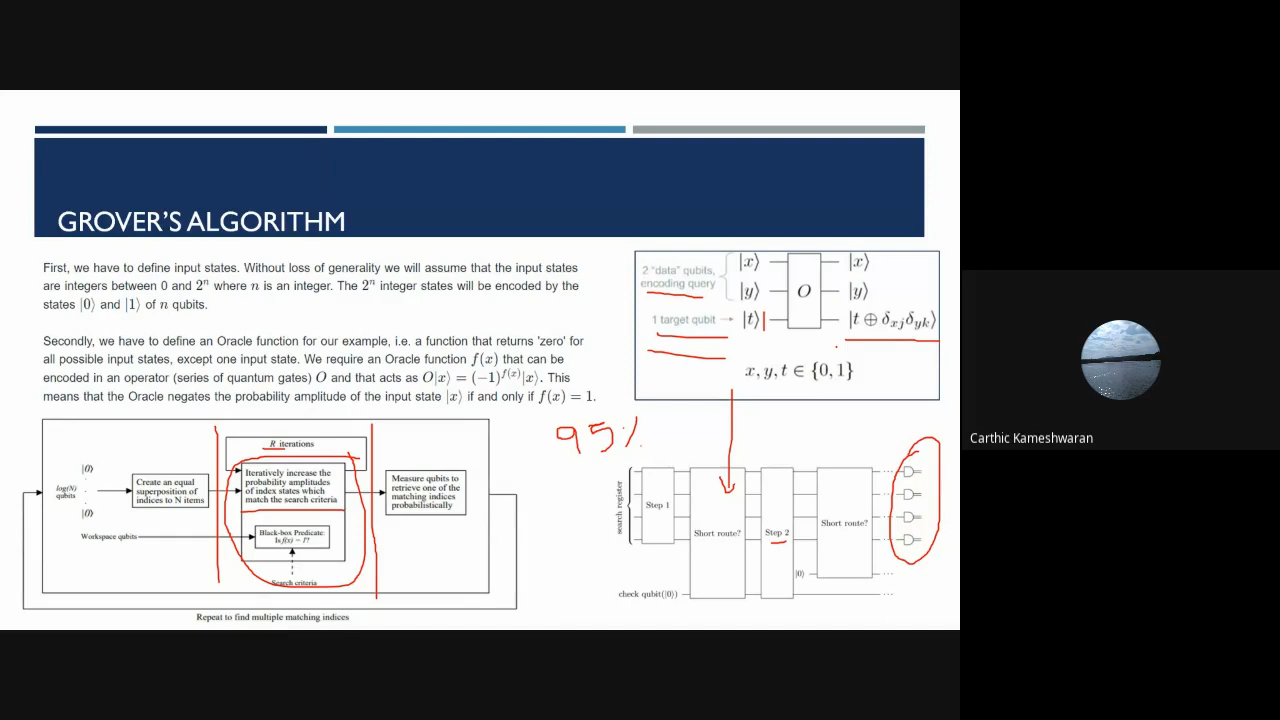 GROVER'S ALGORITHM
First, we have to define input states. Without loss of generality we will assume that the input states
are integers between 0 and 2ⁿ where n is an integer. The 2ⁿ integer states will be encoded by the
states |0⟩ and |1⟩ of n qubits.
Secondly, we have to define an Oracle function for our example, i.e. a function that returns 'zero' for
all possible input states, except one input state. We require an Oracle function f(x) that can be
encoded in an operator (series of quantum gates) O and that acts as O|x⟩ = (−1)^f(x)|x⟩. This
means that the Oracle negates the probability amplitude of the input state |x⟩ if and only if f(x) = 1.
2 "data" qubits,
encoding query
1 target qubit →
|x⟩
|y⟩
|t⟩
O
|x⟩
|y⟩
|t ⊕ δxjδyk⟩
x, y, t ∈ {0, 1}
95%
R iterations
|0⟩
log(N)
qubits
|0⟩
Workspace qubits
Create an equal
superposition of
indices to N items
Iteratively increase the
probability amplitudes
of index states which
match the search criteria
Black-box Predicate:
Is f(x) = 1?
Search criteria
Measure qubits to
retrieve one of the
matching indices
probabilistically
Repeat to find multiple matching indices
search register
Step 1
Short route?
Step 2
Short route?
|0⟩
check qubit(|0⟩)
Carthic Kameshwaran